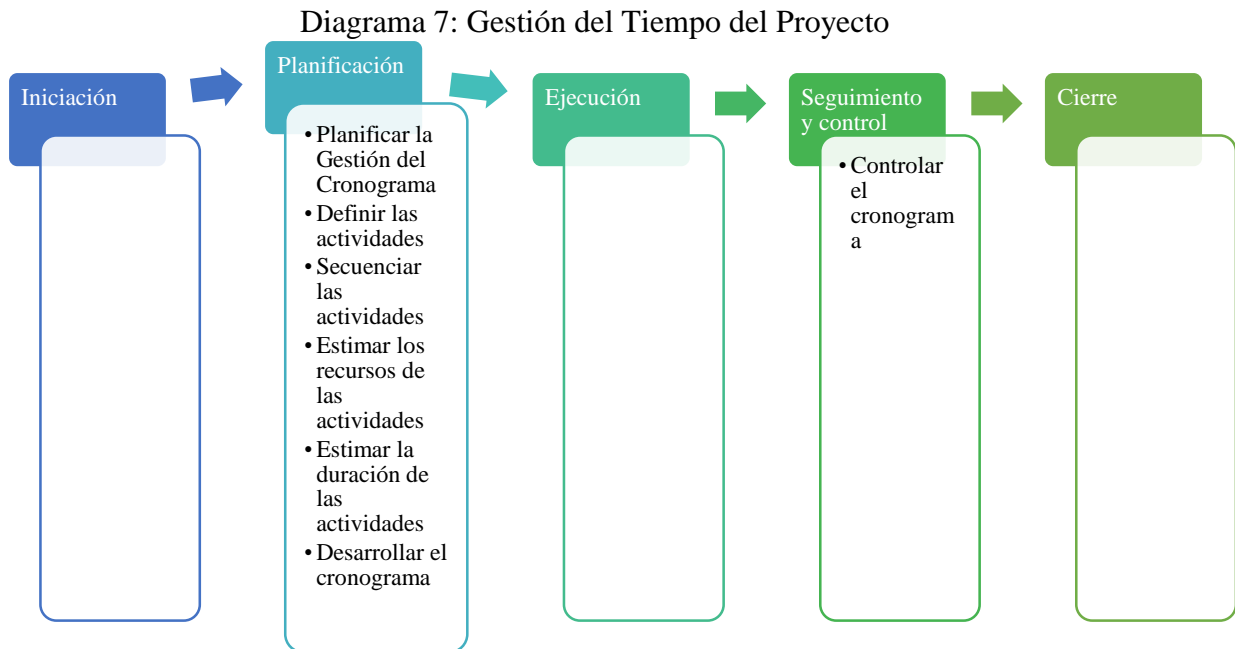 Diagrama 7: Gestión del Tiempo del Proyecto
Iniciación
Planificación
• Planificar la
Gestión del
Cronograma
• Definir las
actividades
• Secuenciar
las
actividades
• Estimar los
recursos de
las
actividades
• Estimar la
duración de
las
actividades
• Desarrollar el
cronograma
Ejecución
Seguimiento
y control
• Controlar
el
cronogram
a
Cierre